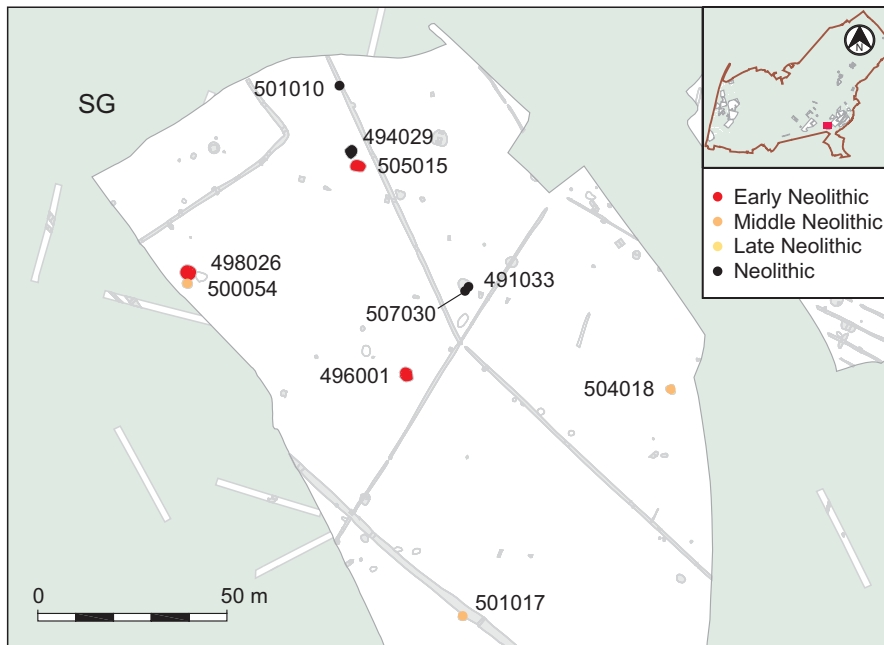 SG
501010
494029
505015
498026
500054
491033
507030
496001
504018
501017
0 50 m
N
Early Neolithic
Middle Neolithic
Late Neolithic
Neolithic